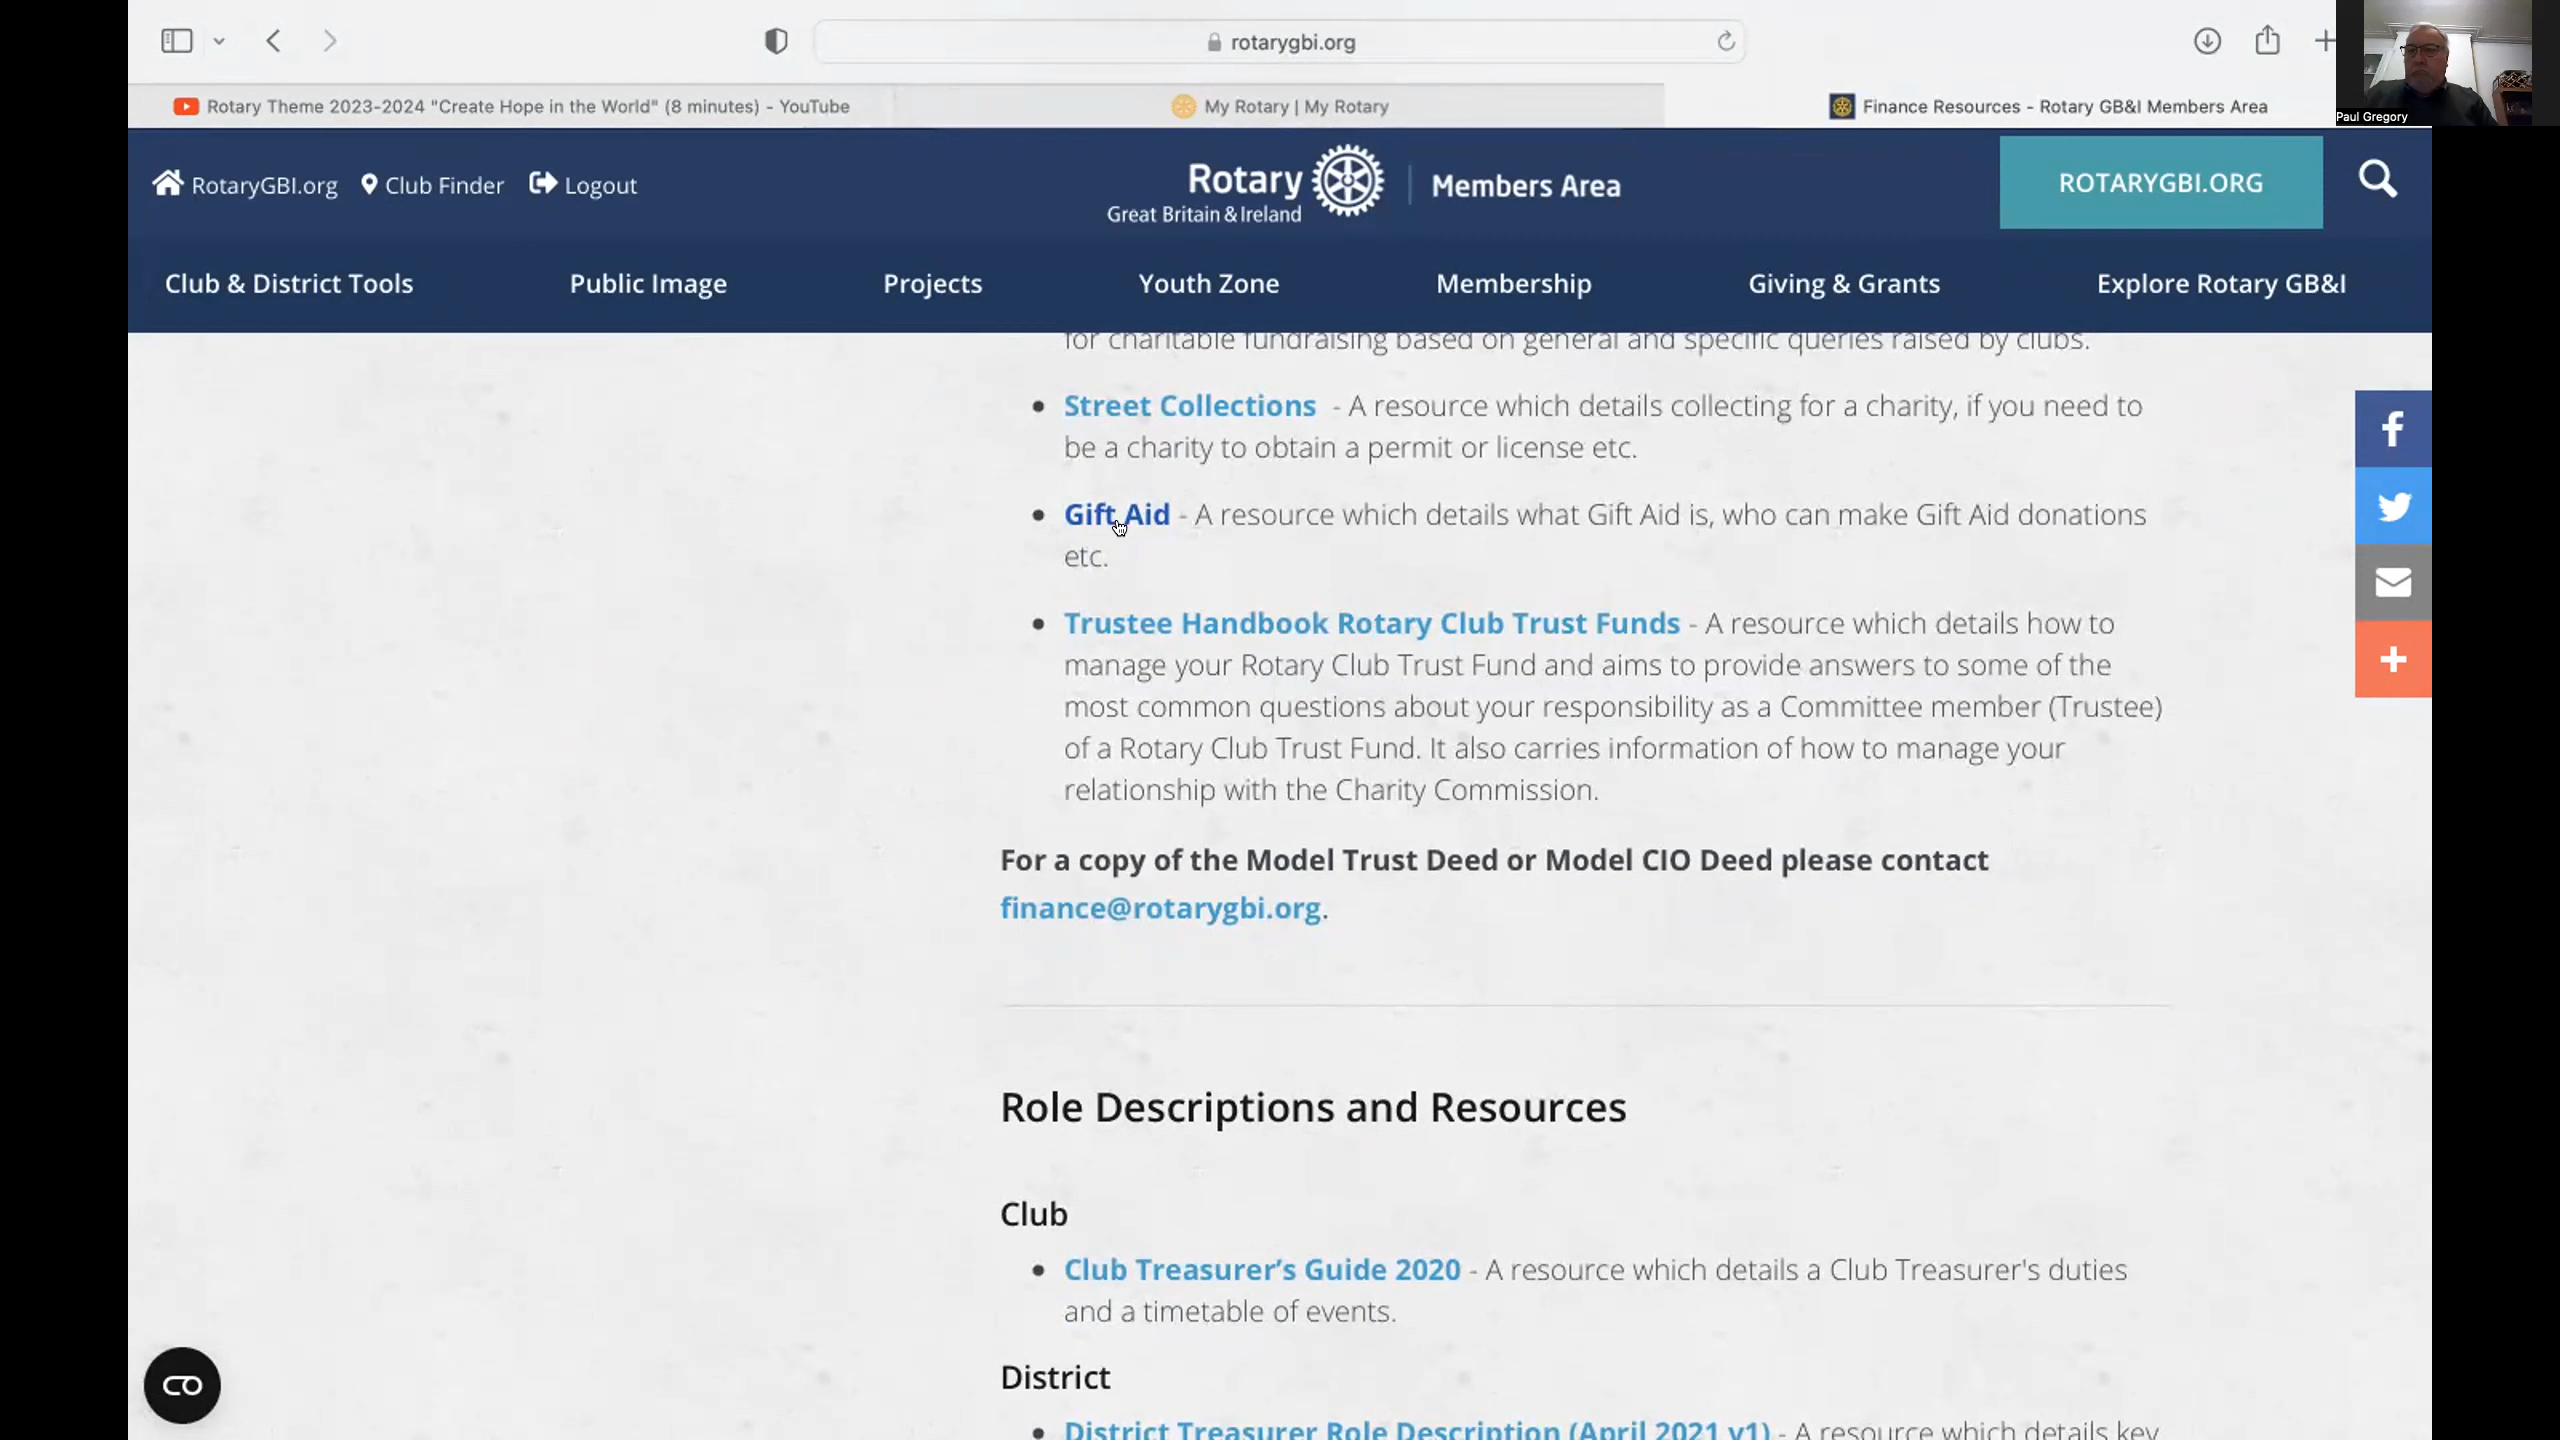 rotarygbi.org
Rotary Theme 2023-2024 "Create Hope in the World" (8 minutes) - YouTube
My Rotary | My Rotary
Finance Resources - Rotary GB&I Members Area
Paul Gregory
RotaryGBI.org
Club Finder
Logout
Rotary
Great Britain & Ireland
Members Area
ROTARYGBI.ORG
Club & District Tools
Public Image
Projects
Youth Zone
Membership
Giving & Grants
Explore Rotary GB&I
for charitable fundraising based on general and specific queries raised by clubs.
Street Collections - A resource which details collecting for a charity, if you need to
be a charity to obtain a permit or license etc.
Gift Aid - A resource which details what Gift Aid is, who can make Gift Aid donations
etc.
Trustee Handbook Rotary Club Trust Funds - A resource which details how to
manage your Rotary Club Trust Fund and aims to provide answers to some of the
most common questions about your responsibility as a Committee member (Trustee)
of a Rotary Club Trust Fund. It also carries information of how to manage your
relationship with the Charity Commission.
For a copy of the Model Trust Deed or Model CIO Deed please contact
finance@rotarygbi.org.
Role Descriptions and Resources
Club
Club Treasurer’s Guide 2020 - A resource which details a Club Treasurer's duties
and a timetable of events.
District
District Treasurer Role Description (April 2021 v1) - A resource which details key